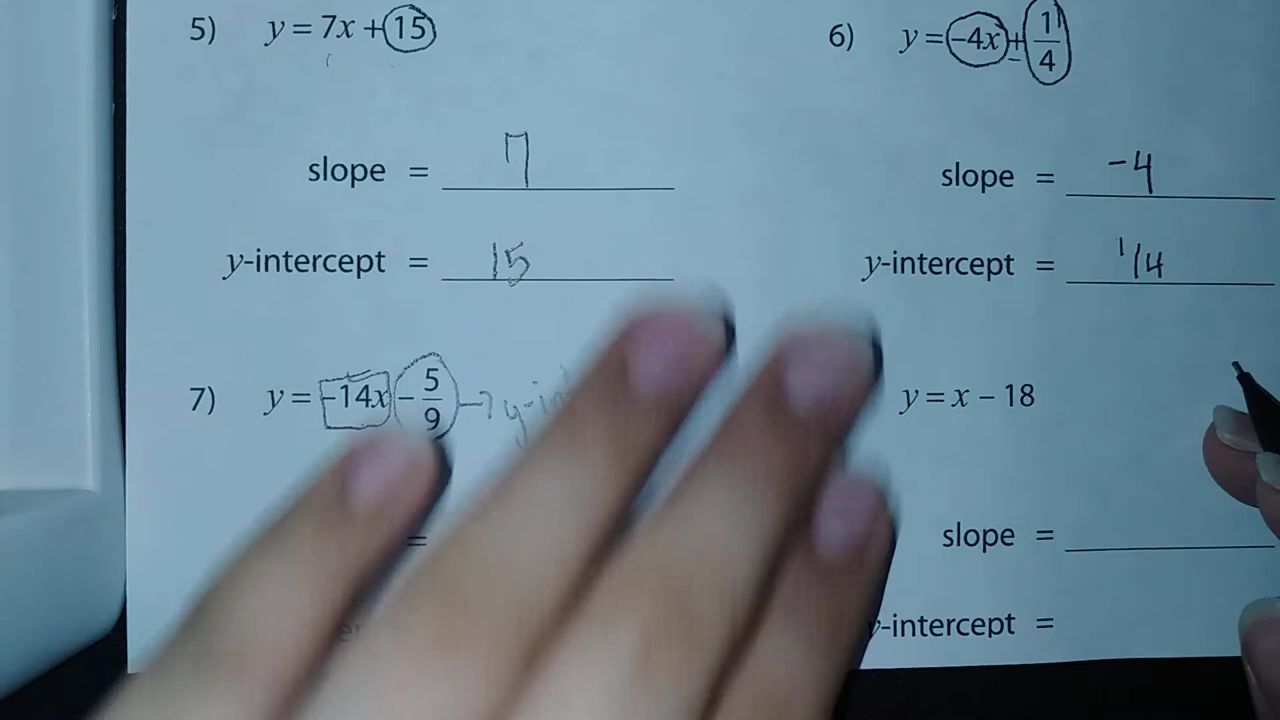 5) y = 7x + 15
slope = 7
y-intercept = 15
6) y = -4x + 1/4
slope = -4
y-intercept = 1/4
7) y = -14x - 5/9
=
y = x - 18
slope =
y-intercept =